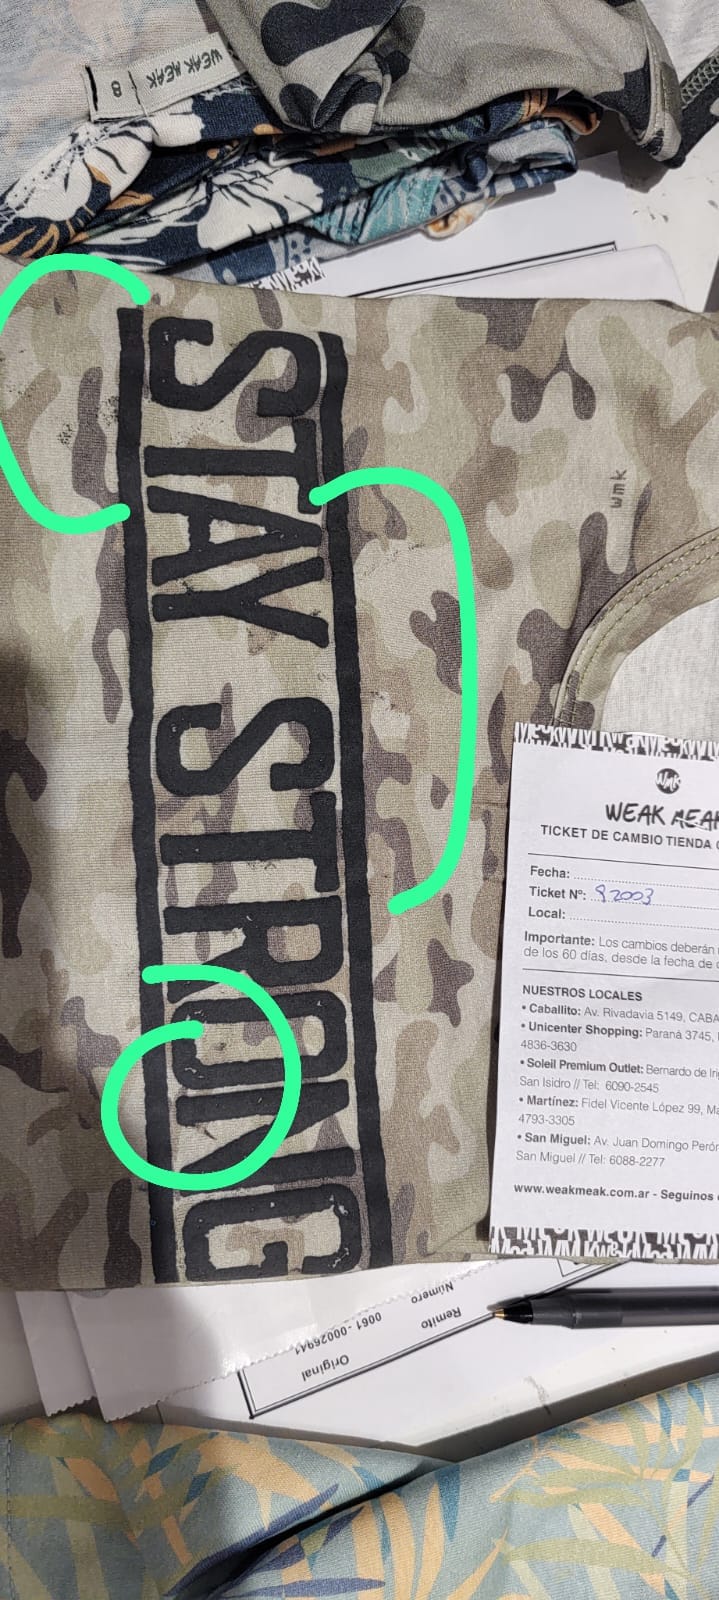 WEAK MEAK
8
STAY STRONG
wmk
wmk
WEAK MEAK
TICKET DE CAMBIO TIENDA
Fecha:
Ticket Nº: 92003
Local:
Importante: Los cambios deberán
de los 60 días, desde la fecha de
NUESTROS LOCALES
• Caballito: Av. Rivadavia 5149, CABA
• Unicenter Shopping: Paraná 3745,
4836-3630
• Soleil Premium Outlet: Bernardo de
San Isidro // Tel: 6090-2545
• Martínez: Fidel Vicente López 99,
4793-3305
• San Miguel: Av. Juan Domingo
San Miguel // Tel: 6088-2277
www.weakmeak.com.ar - Seguinos
Original
Remito
Número
0061-00026941